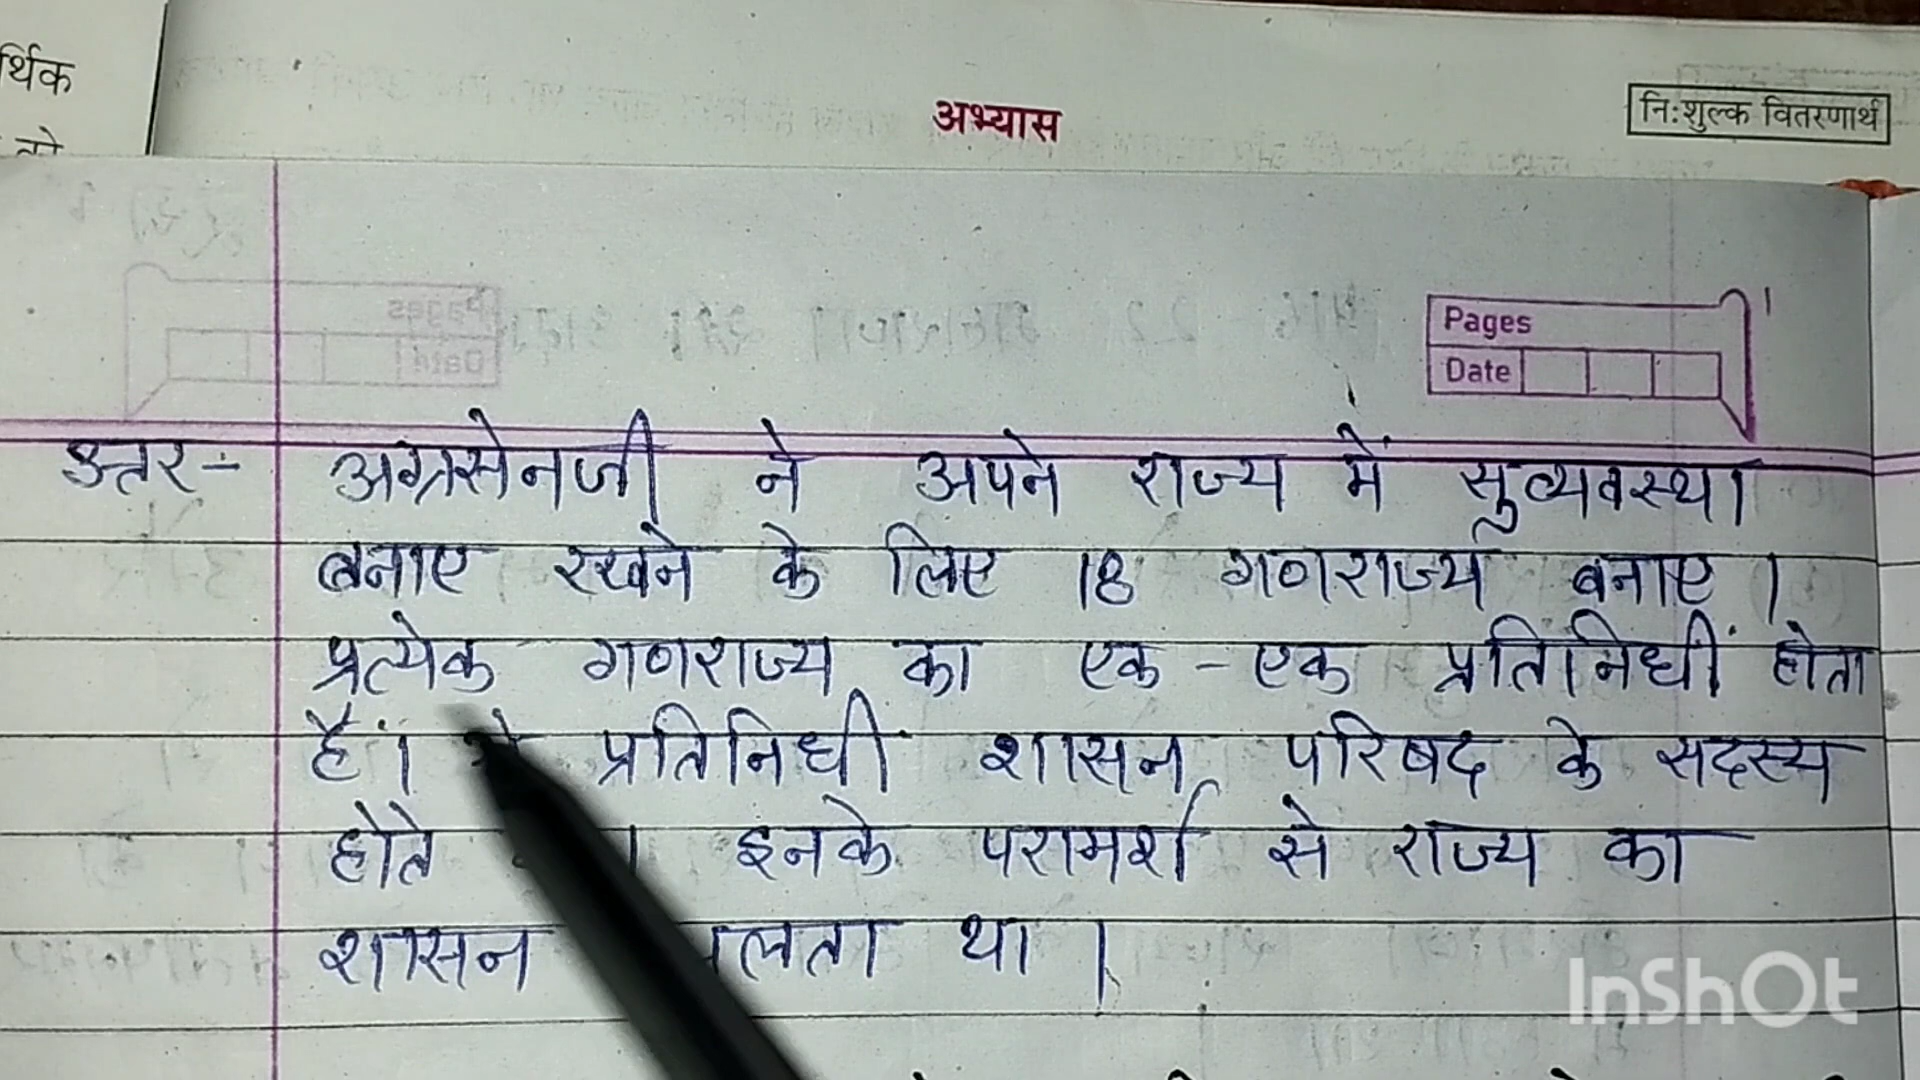 र्थिक
अभ्यास
निःशुल्क वितरणार्थ
Pages
Date
उत्तर- अग्रसेनजी ने अपने राज्य में सुव्यवस्था
बनाए रखने के लिए 18 गणराज्य बनाए ।
प्रत्येक गणराज्य का एक - एक प्रतिनिधीं होता
हैं। प्रतिनिधी शासन परिषद के सदस्य
होते । इनके परामर्श से राज्य का
शासन था ।
InShOt